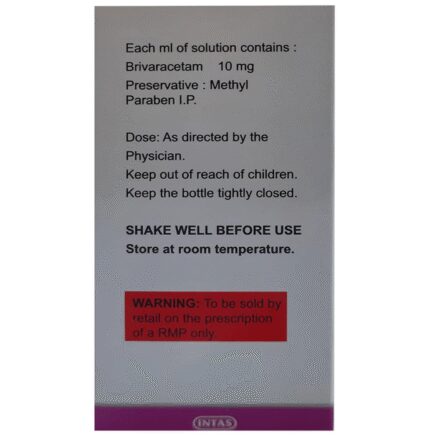 Each ml of solution contains :
Brivaracetam 10 mg
Preservative : Methyl
Paraben I.P.
Dose: As directed by the
Physician.
Keep out of reach of children.
Keep the bottle tightly closed.
SHAKE WELL BEFORE USE
Store at room temperature.
WARNING: To be sold by
retail on the prescription
of a RMP only.
INTAS